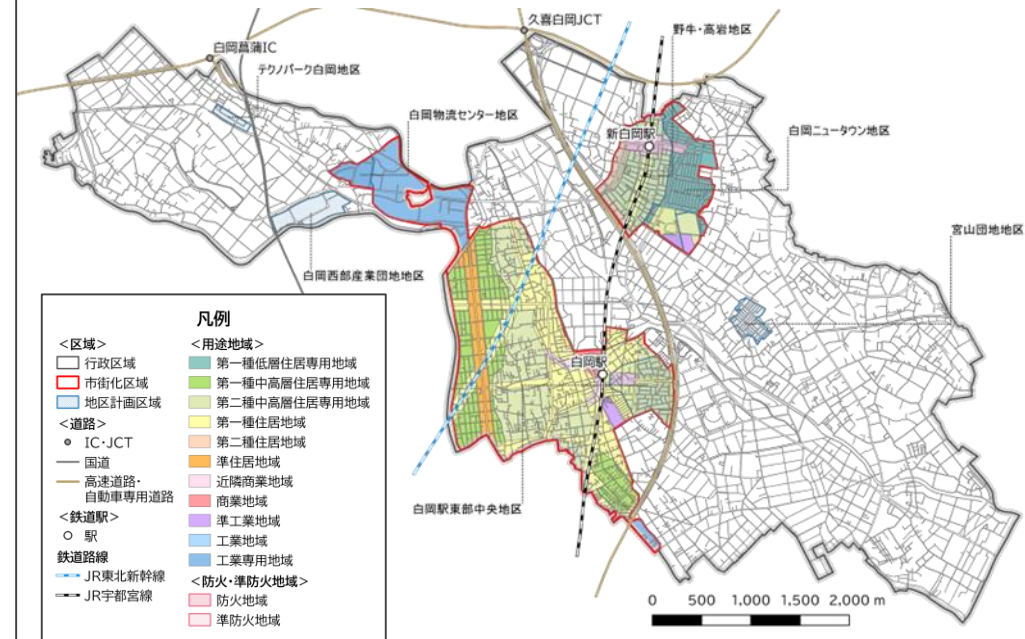 久喜白岡JCT
野牛・高岩地区
白岡菖蒲IC
テクノパーク白岡地区
白岡物流センター地区
新白岡駅
白岡ニュータウン地区
宮山団地地区
白岡西部産業団地地区
白岡駅
白岡駅東部中央地区
凡例
<区域>
行政区域
市街化区域
地区計画区域
<道路>
IC・JCT
国道
高速道路・
自動車専用道路
<鉄道駅>
駅
鉄道路線
JR東北新幹線
JR宇都宮線
<用途地域>
第一種低層住居専用地域
第一種中高層住居専用地域
第二種中高層住居専用地域
第一種住居地域
第二種住居地域
準住居地域
近隣商業地域
商業地域
準工業地域
工業地域
工業専用地域
<防火・準防火地域>
防火地域
準防火地域
0 500 1,000 1,500 2,000 m